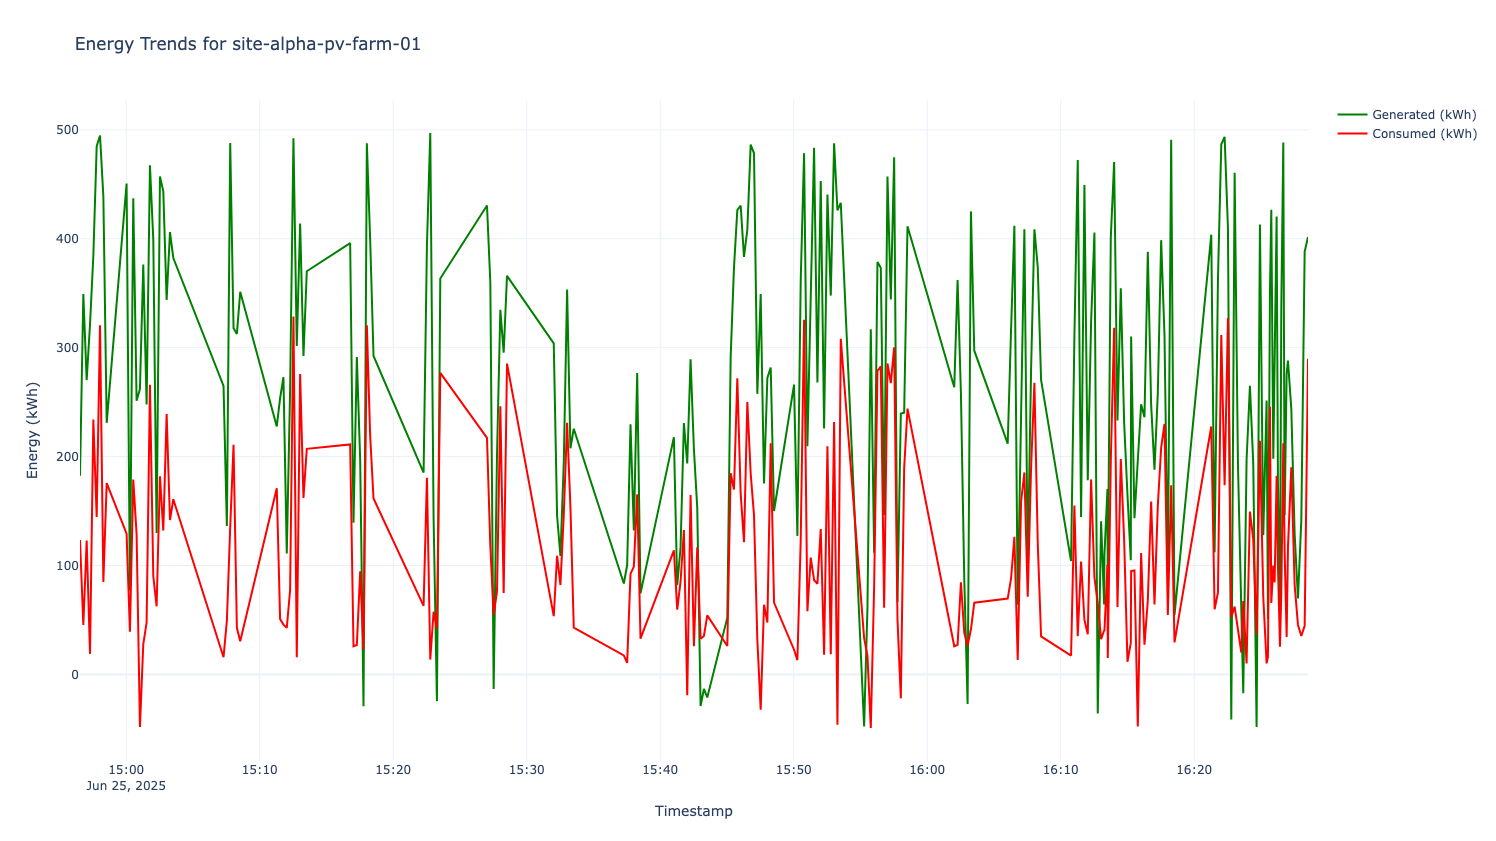 Energy Trends for site-alpha-pv-farm-01
Generated (kWh)
Consumed (kWh)
500
400
300
200
100
0
Energy (kWh)
15:00 15:10 15:20 15:30 15:40 15:50 16:00 16:10 16:20
Jun 25, 2025
Timestamp